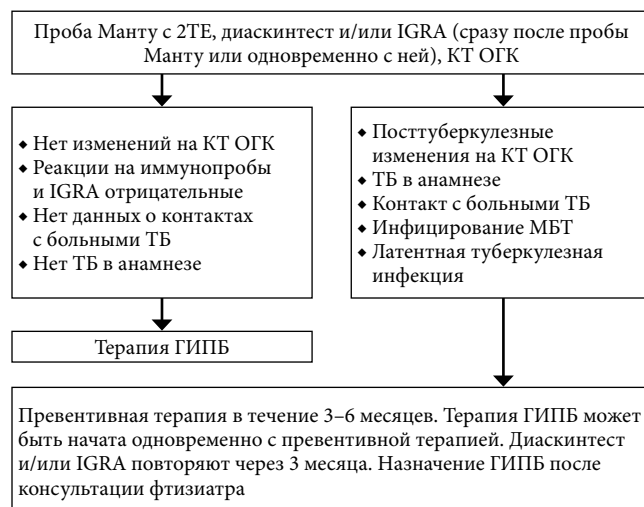 Проба Манту с 2ТЕ, диаскинтест и/или IGRA (сразу после пробы
Манту или одновременно с ней), КТ ОГК
◆ Нет изменений на КТ ОГК
◆ Реакции на иммунопробы
и IGRA отрицательные
◆ Нет данных о контактах
с больными ТБ
◆ Нет ТБ в анамнезе
◆ Посттуберкулезные
изменения на КТ ОГК
◆ ТБ в анамнезе
◆ Контакт с больными ТБ
◆ Инфицирование МБТ
◆ Латентная туберкулезная
инфекция
Терапия ГИПБ
Превентивная терапия в течение 3–6 месяцев. Терапия ГИПБ может
быть начата одновременно с превентивной терапией. Диаскинтест
и/или IGRA повторяют через 3 месяца. Назначение ГИПБ после
консультации фтизиатра